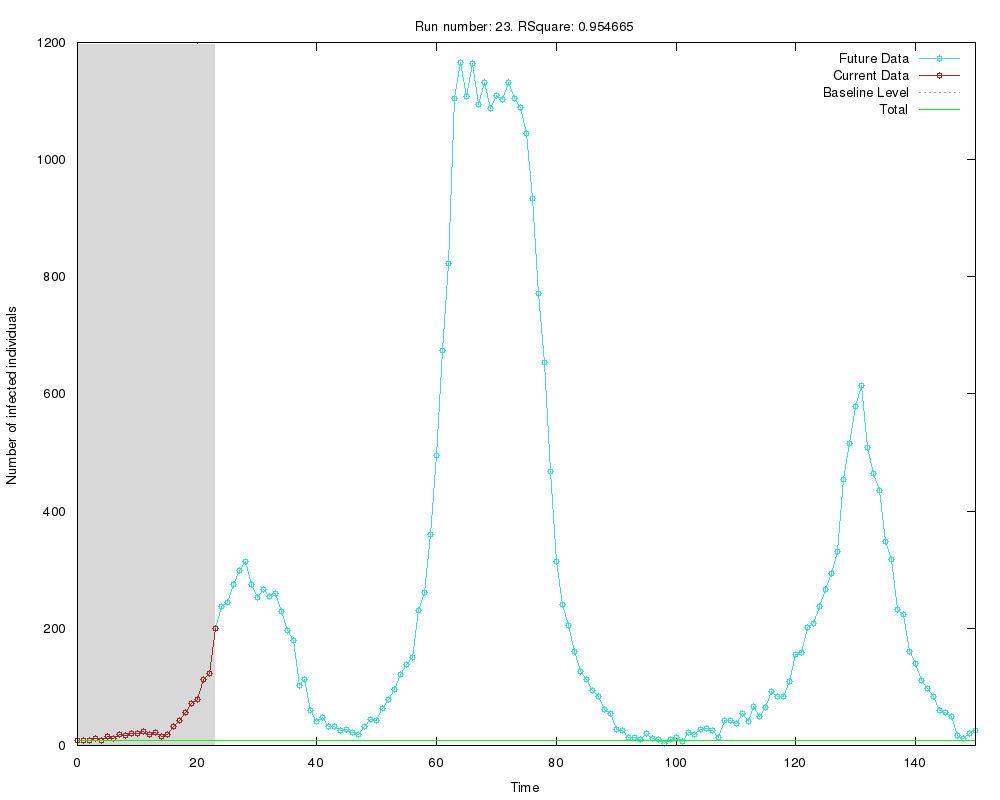 Run number: 23. RSquare: 0.954665
Future Data
Current Data
Baseline Level
Total
Number of infected individuals
1200
1000
800
600
400
200
0
0 20 40 60 80 100 120 140
Time